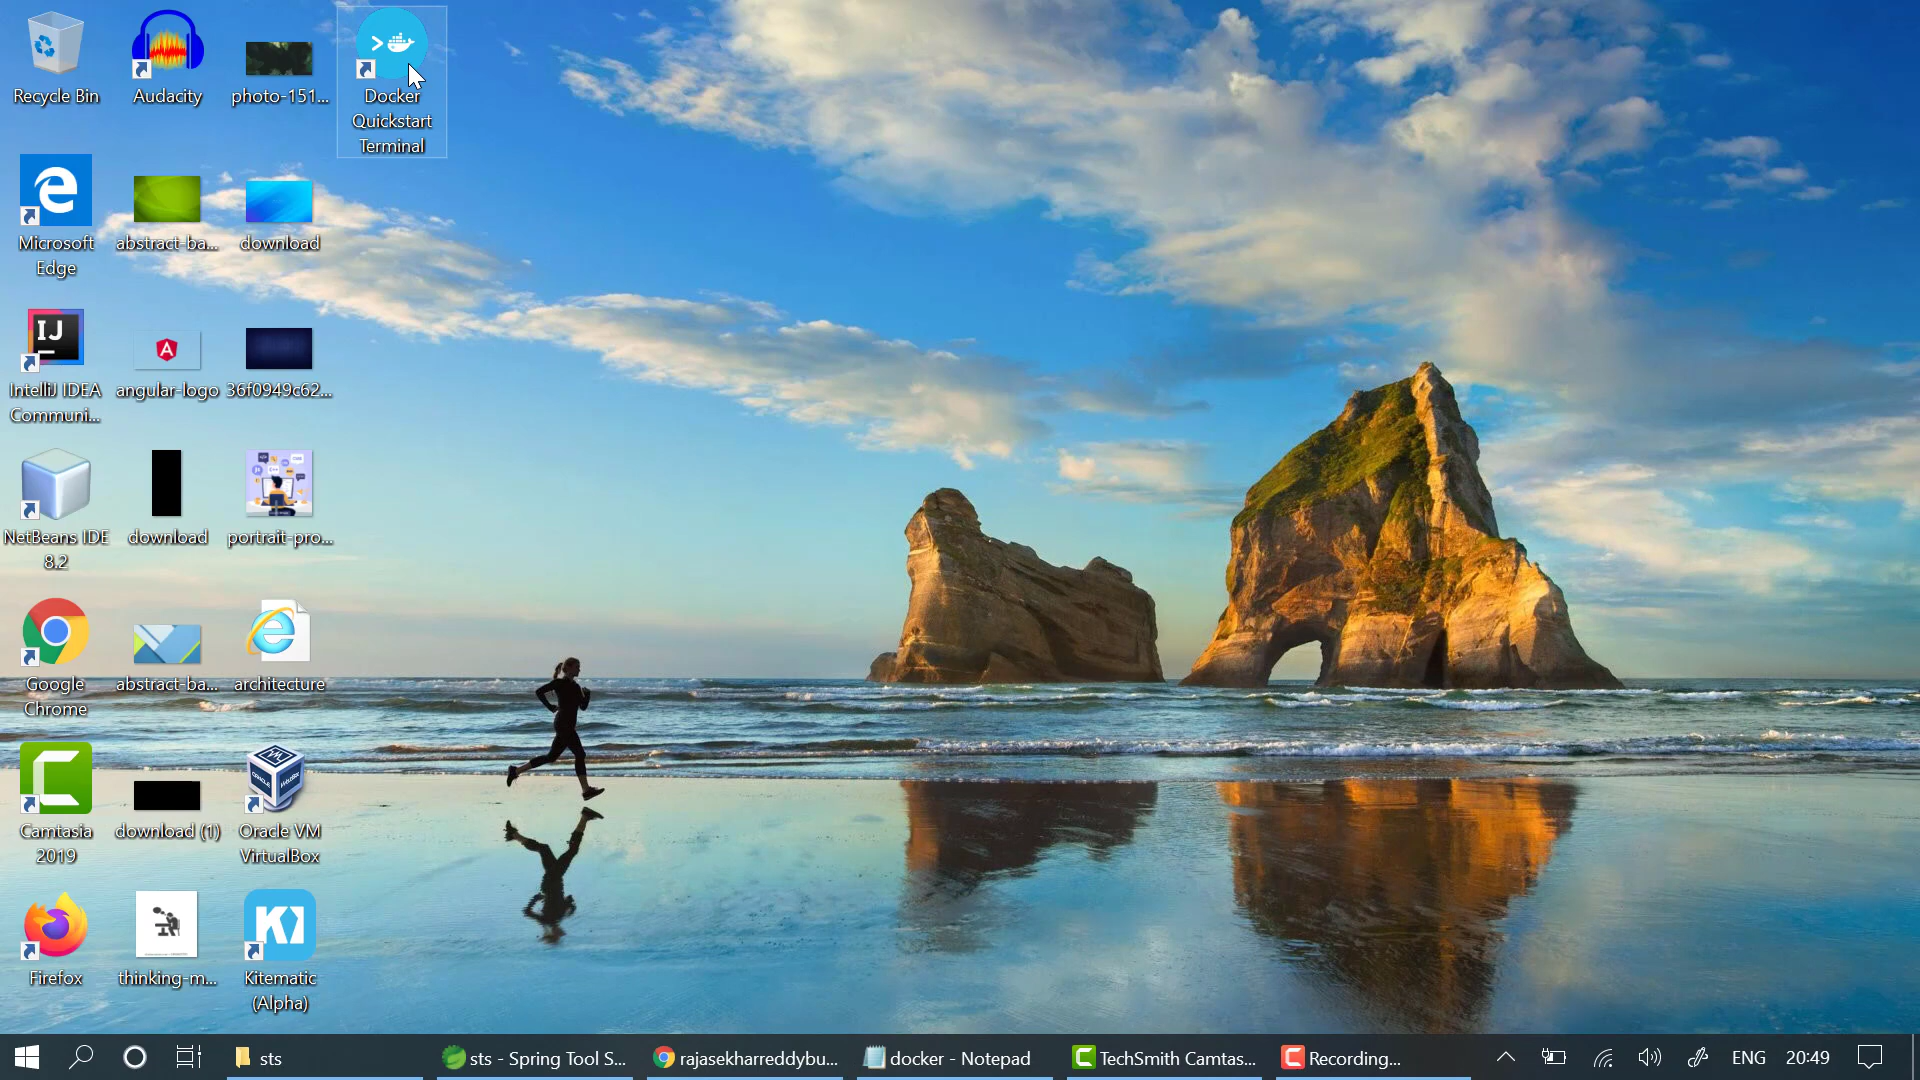 Recycle Bin
Audacity
photo-151...
Docker
Quickstart
Terminal
Microsoft
Edge
abstract-ba...
download
IJ
IntelliJ IDEA
Communi...
A
angular-logo
36f0949c62...
NetBeans IDE
8.2
download
portrait-pro...
Google
Chrome
abstract-ba...
architecture
Camtasia
2019
download (1)
Oracle VM
VirtualBox
Firefox
thinking-m...
Kitematic
(Alpha)
sts
sts - Spring Tool S...
rajasekharreddybu...
docker - Notepad
TechSmith Camtas...
Recording...
ENG
20:49